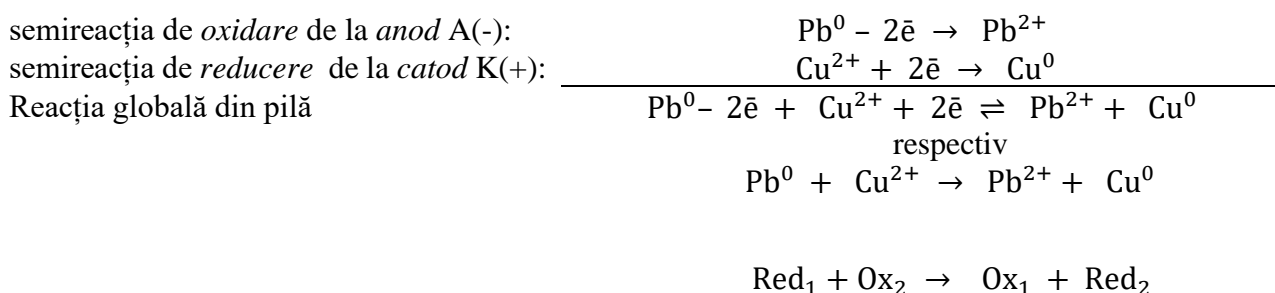 semireacția de oxidare de la anod A(-): Pb⁰ – 2ē → Pb²⁺
semireacția de reducere de la catod K(+): Cu²⁺ + 2ē → Cu⁰
Reacția globală din pilă Pb⁰– 2ē + Cu²⁺ + 2ē ⇌ Pb²⁺ + Cu⁰
respectiv
Pb⁰ + Cu²⁺ → Pb²⁺ + Cu⁰
Red₁ + Ox₂ → Ox₁ + Red₂